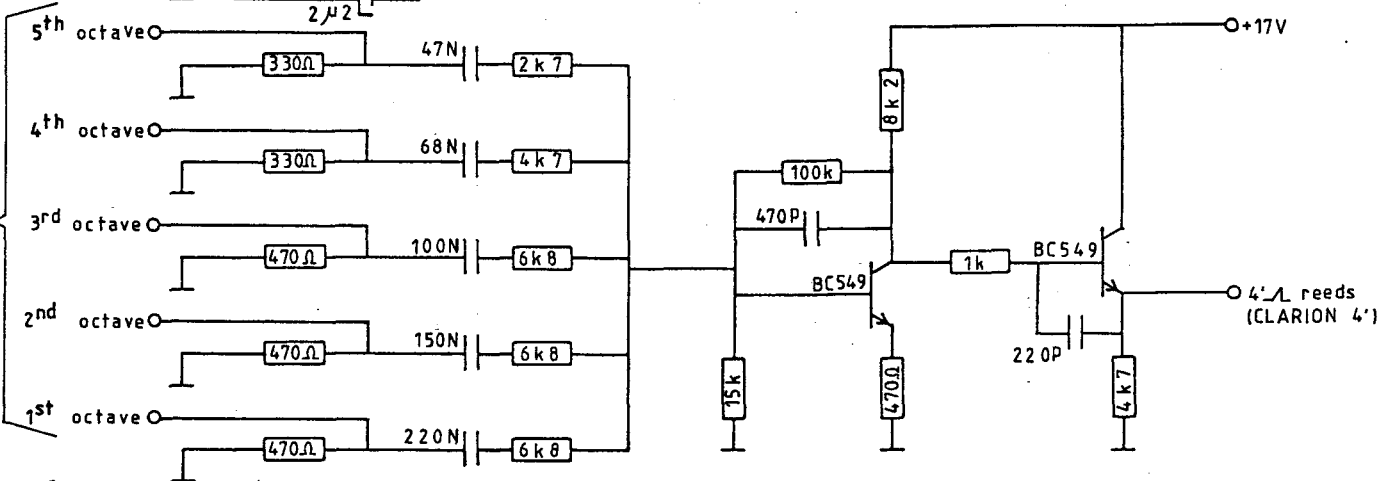 2µ2
5th octave
330Ω
47N
2k7
4th octave
330Ω
68N
4k7
3rd octave
470Ω
100N
6k8
2nd octave
470Ω
150N
6k8
1st octave
470Ω
220N
6k8
+17V
8k2
100k
470P
BC549
15k
470Ω
1k
BC549
220P
4k7
4' reeds
(CLARION 4')